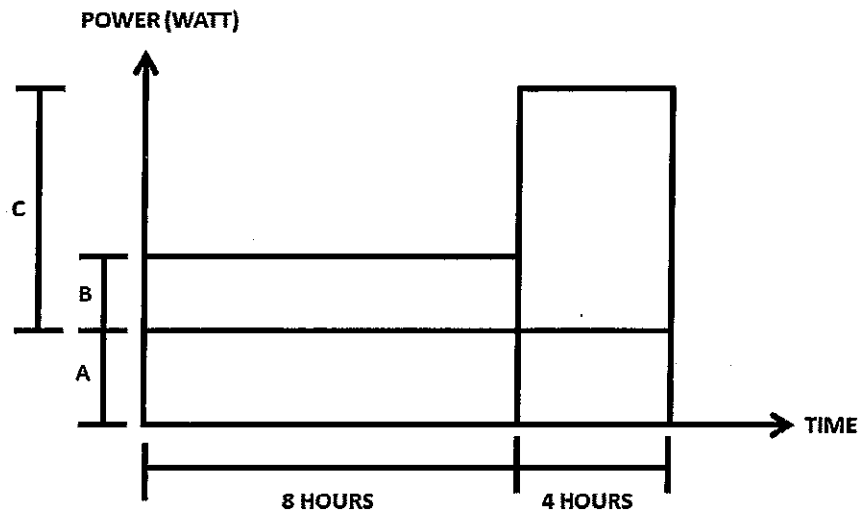 POWER (WATT)
C
B
A
TIME
8 HOURS
4 HOURS